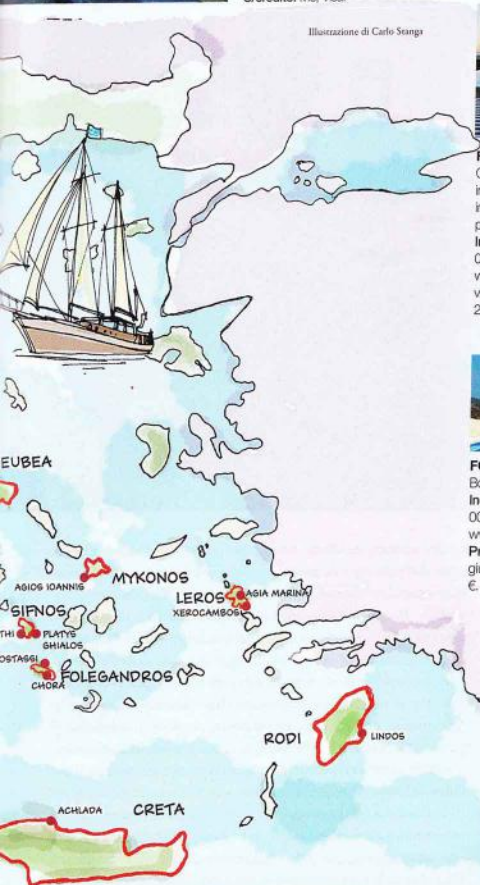 Illustrazione di Carlo Stanga
EUBEA
AGIOS IOANNIS
MYKONOS
LEROS
AGIA MARINA
XEROCAMBOS
SIFNOS
PLATYS
GHIALOS
CHORA
FOLEGANDROS
RODI
LINDOS
ACHLADA
CRETA